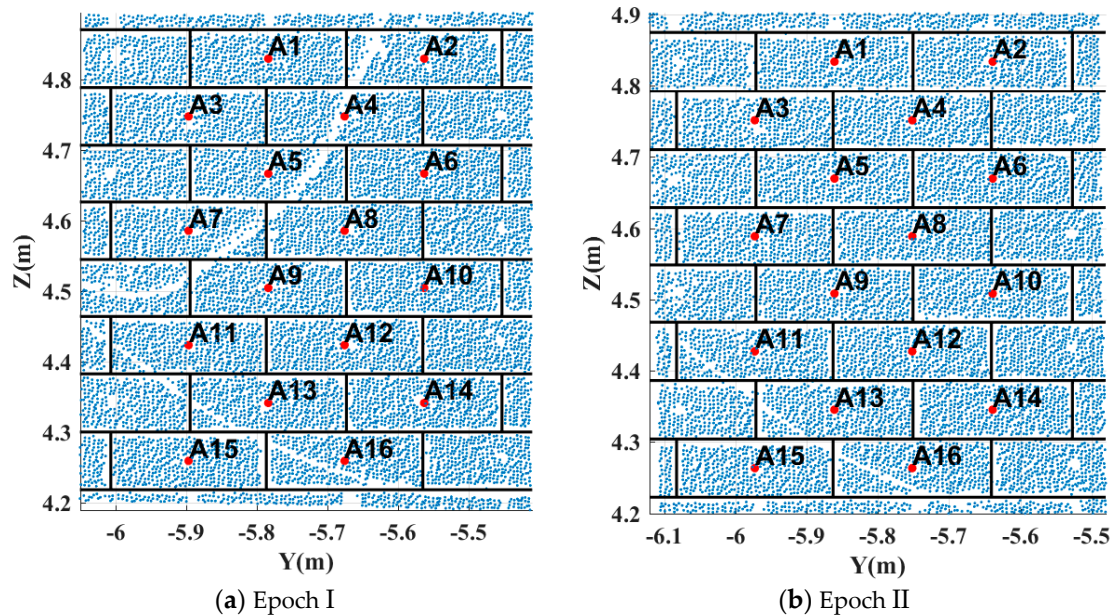 4.9
A1 A2 A1 A2
4.8 4.8
A3 A4 A3 A4
4.7 4.7
A5 A6 A5 A6
4.6 A7 A8 4.6 A7 A8
Z(m) Z(m)
4.5 A9 A10 4.5 A9 A10
4.4 A11 A12 4.4 A11 A12
A13 A14 A13 A14
4.3 4.3
A15 A16 A15 A16
4.2 4.2
-6 -5.9 -5.8 -5.7 -5.6 -5.5 -6.1 -6 -5.9 -5.8 -5.7 -5.6 -5.5
Y(m) Y(m)
(a) Epoch I (b) Epoch II